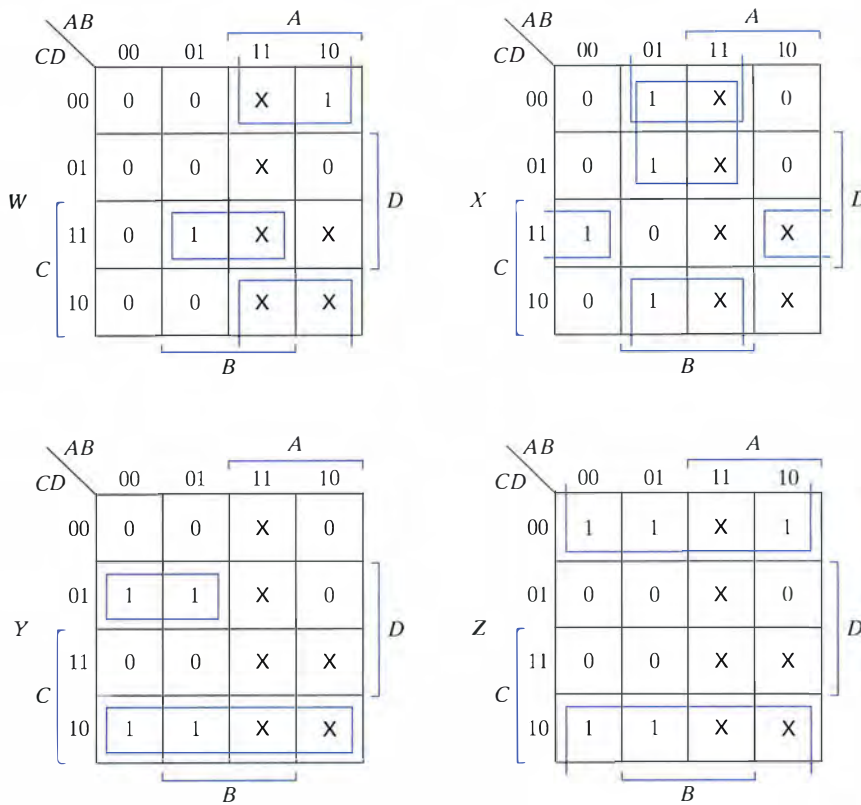 AB A AB A
CD 00 01 11 10 CD 00 01 11 10
00 0 0 X 1 00 0 1 X 0
01 0 0 X 0 01 0 1 X 0
W D X D
11 0 1 X X 11 1 0 X X
C C
10 0 0 X X 10 0 1 X X
B B
AB A AB A
CD 00 01 11 10 CD 00 01 11 10
00 0 0 X 0 00 1 1 X 1
01 1 1 X 0 01 0 0 X 0
Y D Z D
11 0 0 X X 11 0 0 X X
C C
10 1 1 X X 10 1 1 X X
B B